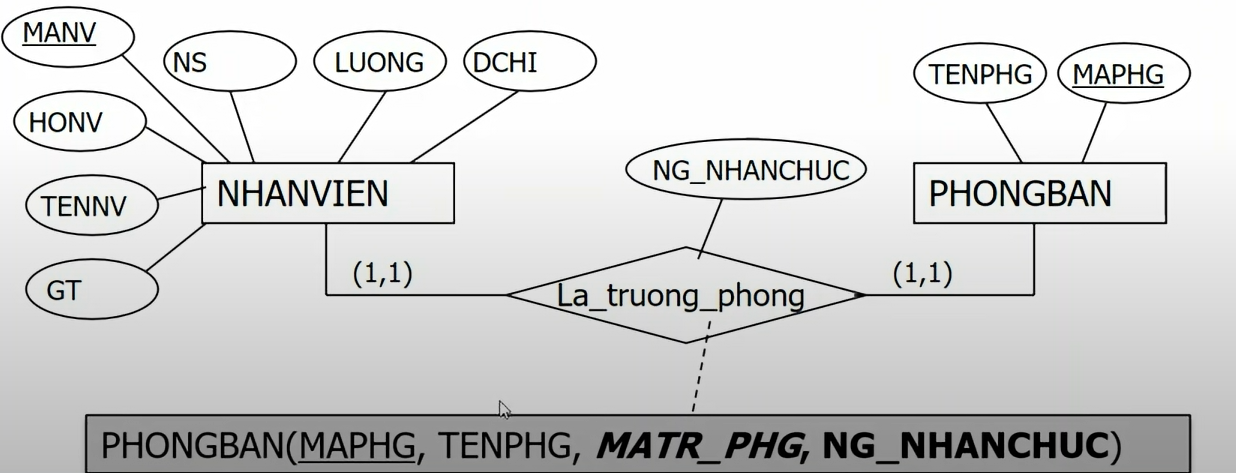 MANV
NS
LUONG
DCHI
TENPHG
MAPHG
HONV
NG_NHANCHUC
NHANVIEN
PHONGBAN
TENNV
(1,1)
(1,1)
GT
La_truong_phong
PHONGBAN(MAPHG, TENPHG, MATR_PHG, NG_NHANCHUC)